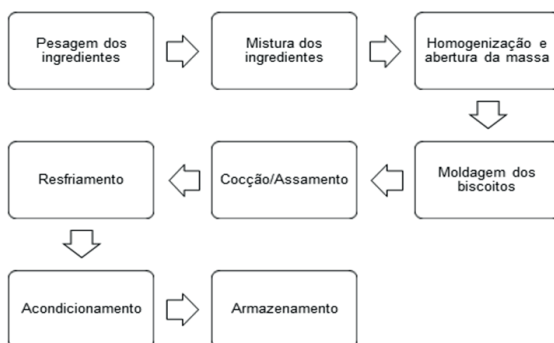 Pesagem dos
ingredientes
Mistura dos
ingredientes
Homogenização e
abertura da massa
Moldagem dos
biscoitos
Cocção/Assamento
Resfriamento
Acondicionamento
Armazenamento